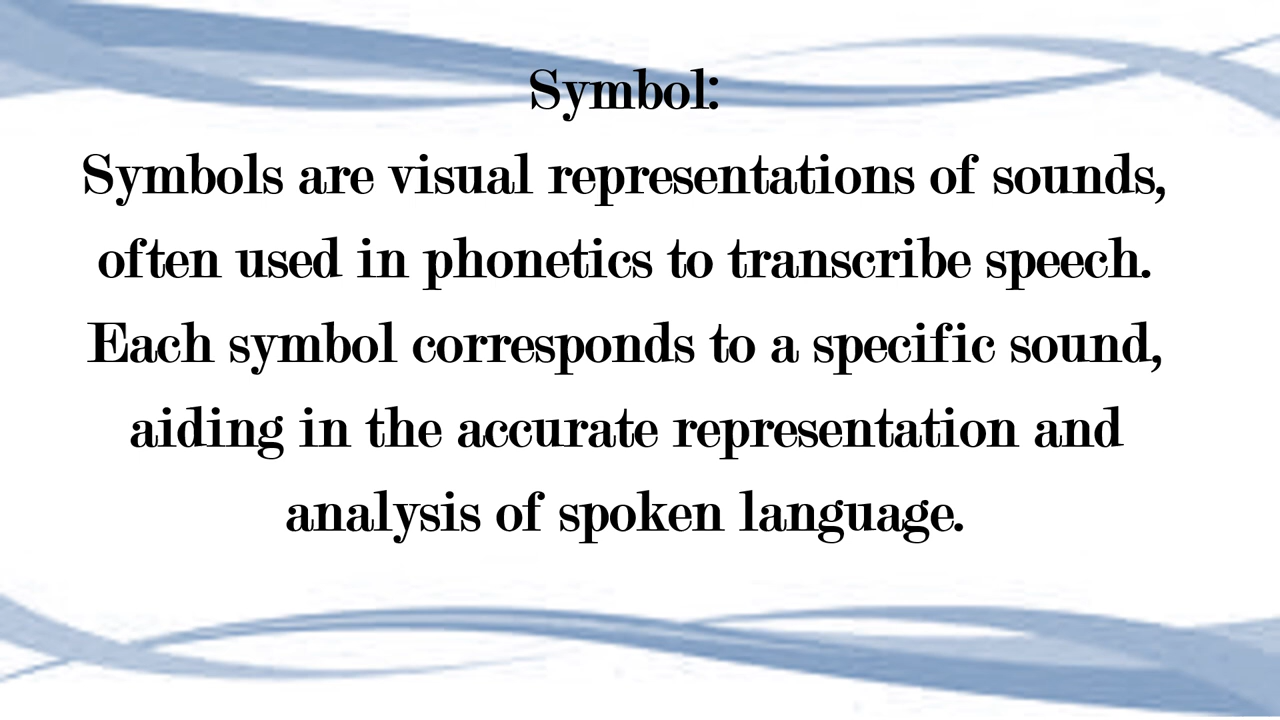 Symbol:
Symbols are visual representations of sounds,
often used in phonetics to transcribe speech.
Each symbol corresponds to a specific sound,
aiding in the accurate representation and
analysis of spoken language.